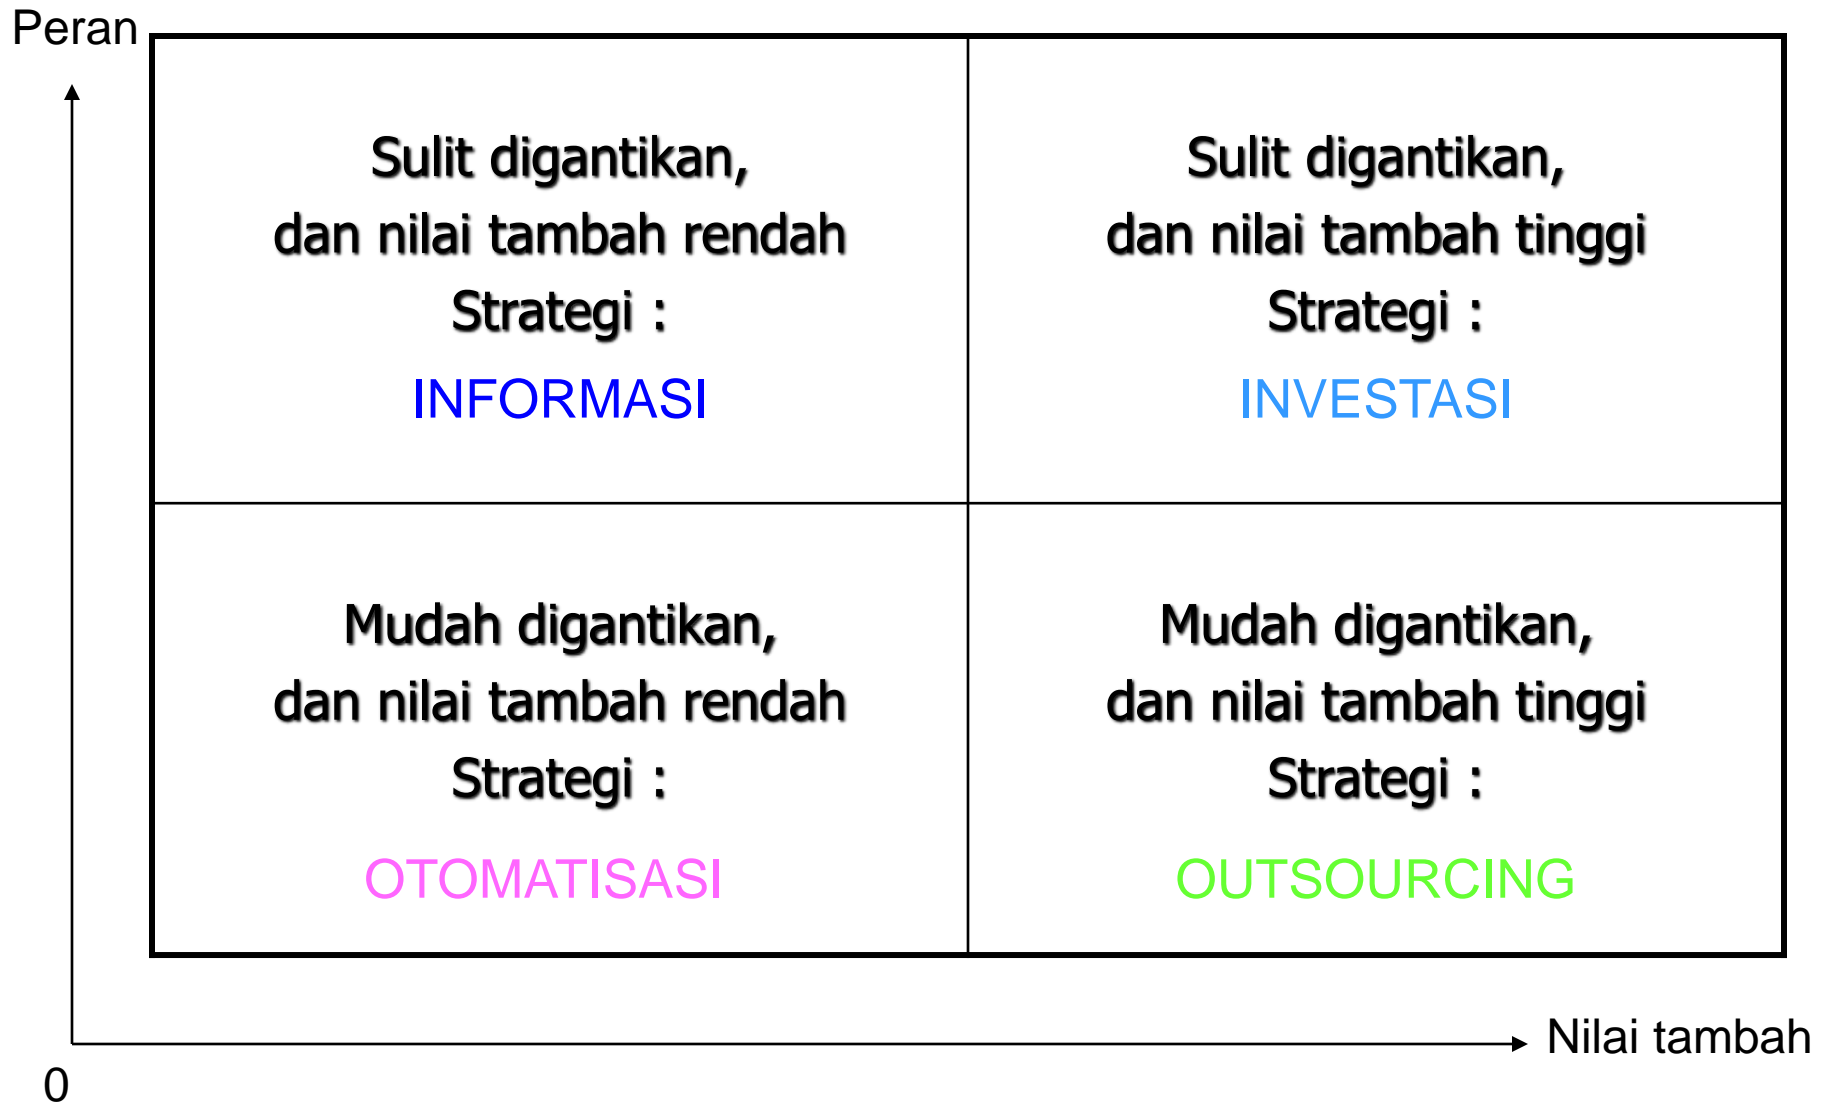 Peran
Sulit digantikan,
dan nilai tambah rendah
Strategi :
INFORMASI
Sulit digantikan,
dan nilai tambah tinggi
Strategi :
INVESTASI
Mudah digantikan,
dan nilai tambah rendah
Strategi :
OTOMATISASI
Mudah digantikan,
dan nilai tambah tinggi
Strategi :
OUTSOURCING
Nilai tambah
0